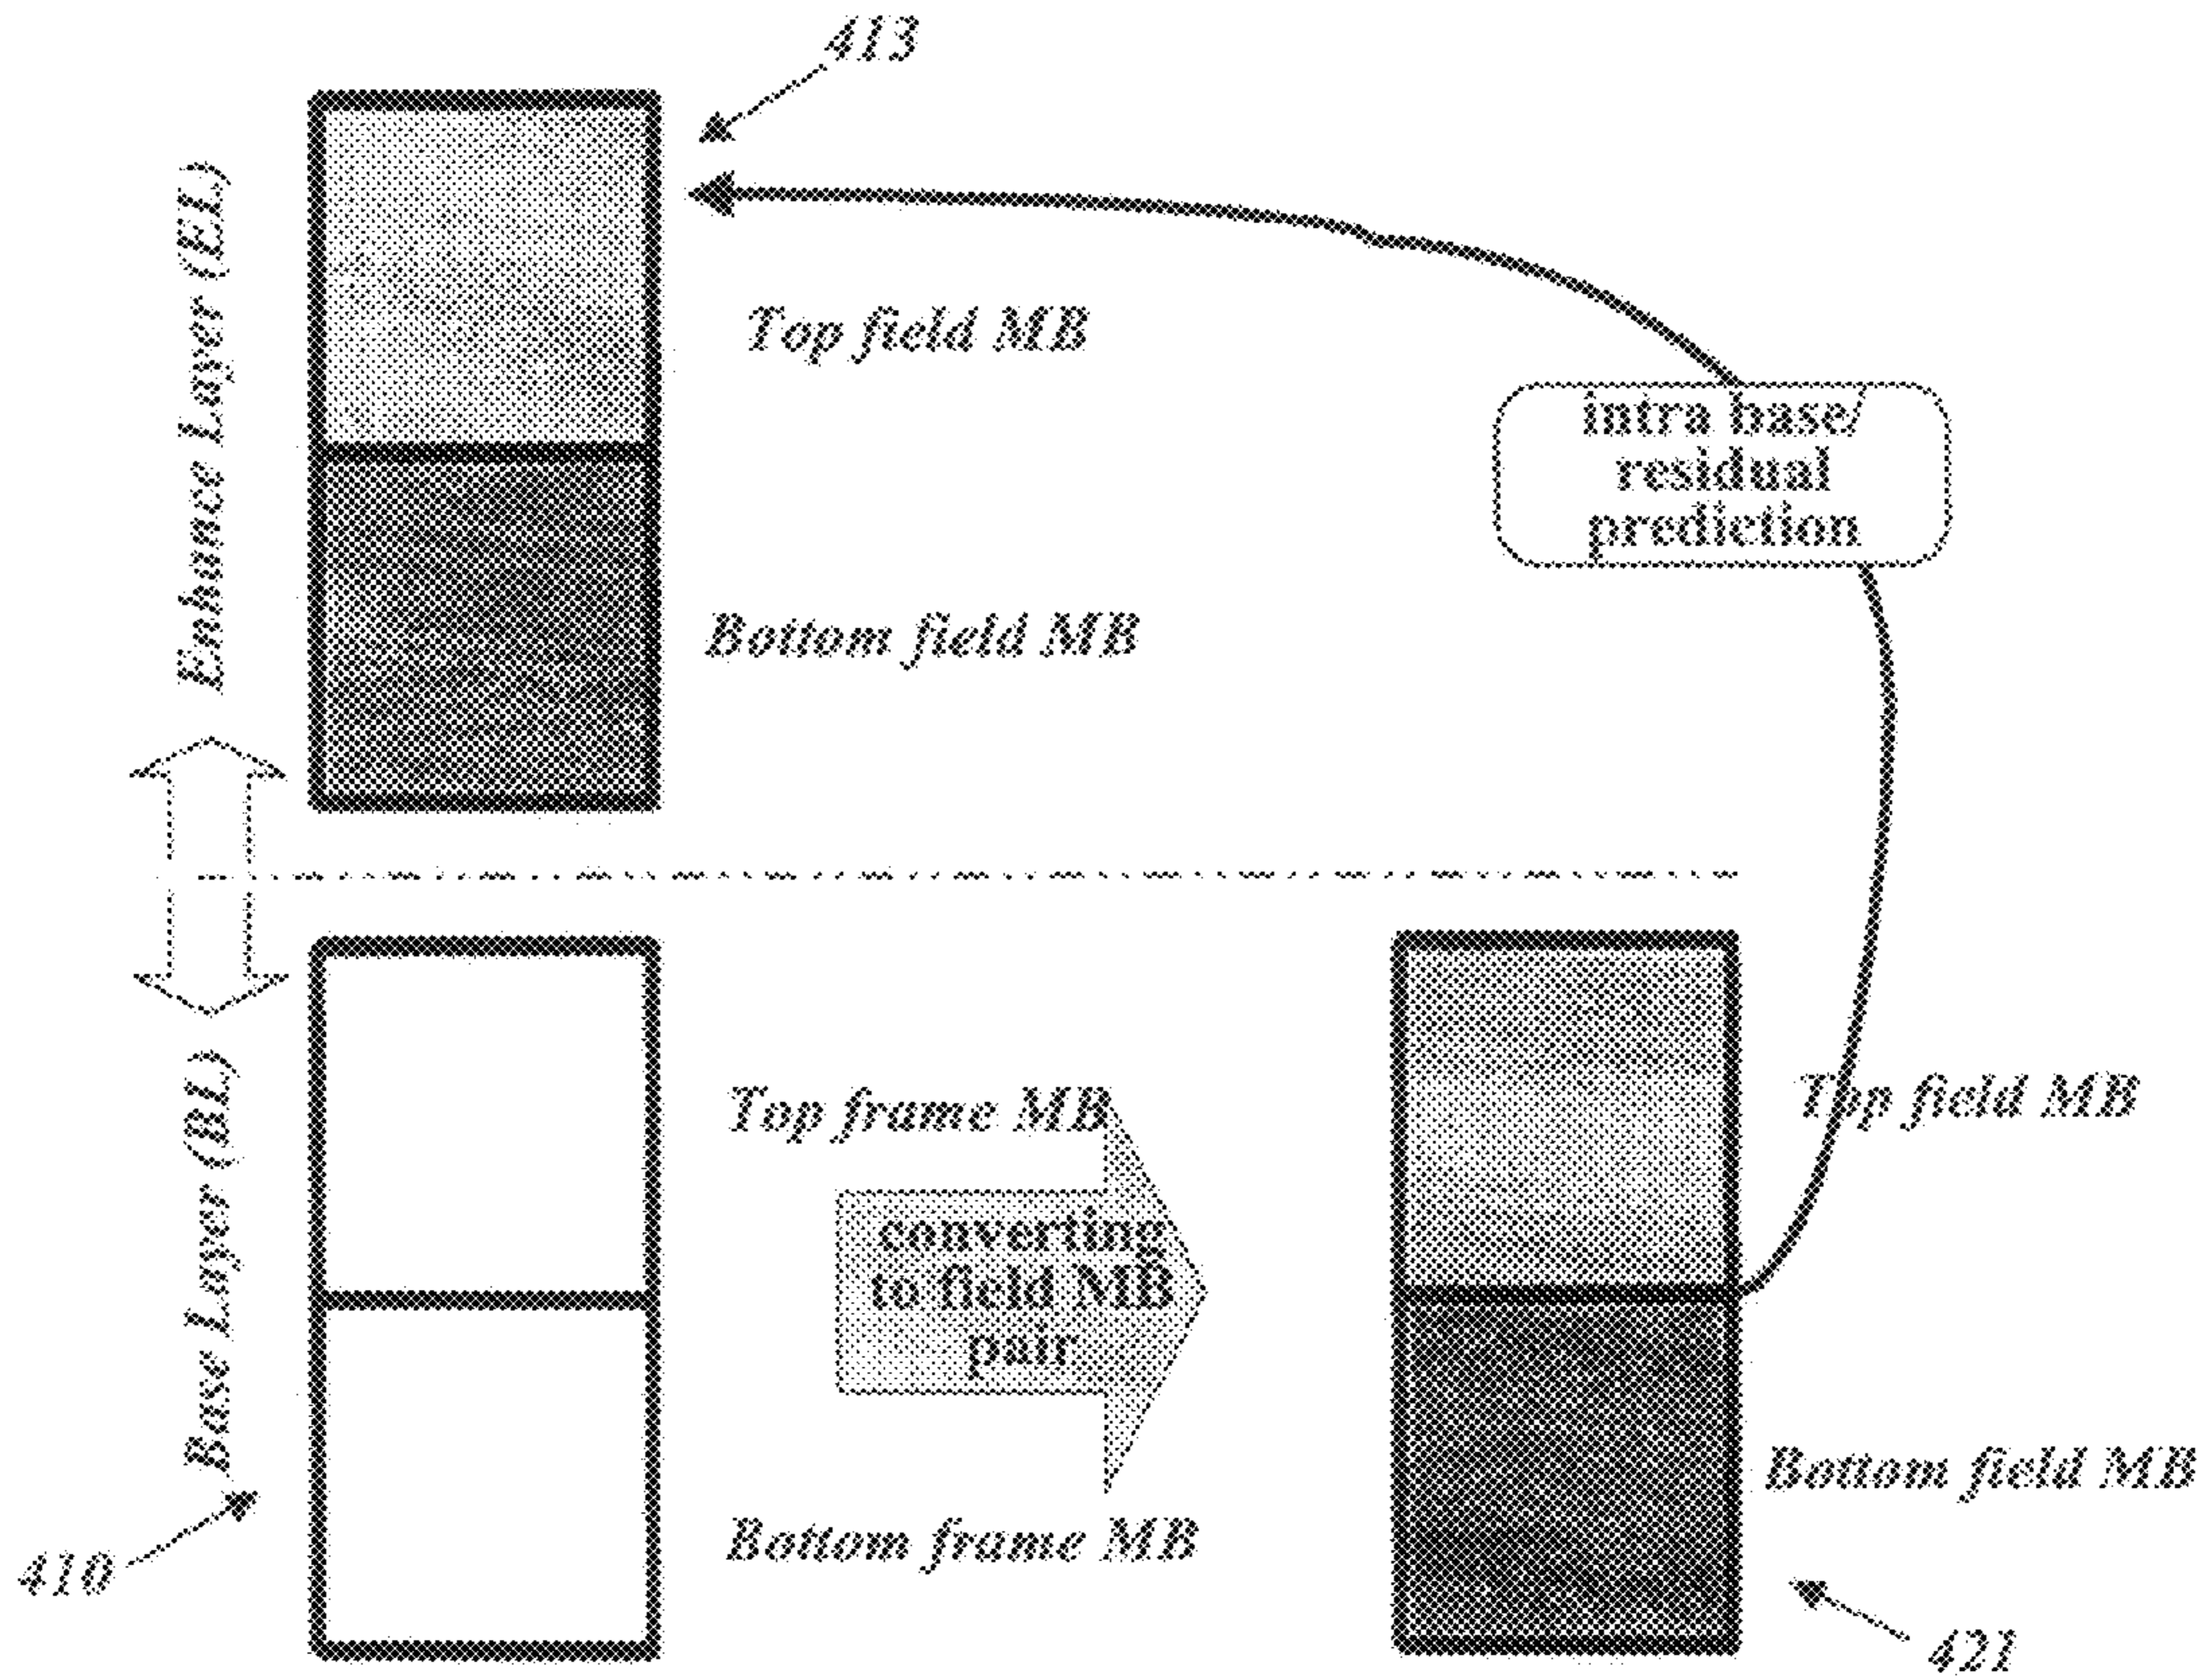 413
Enhance Layer (EL)
Top field MB
intra base/
residual
prediction
Bottom field MB
Base Layer (BL)
Top frame MB
Top field MB
converting
to field MB
pair
Bottom field MB
Bottom frame MB
410
421